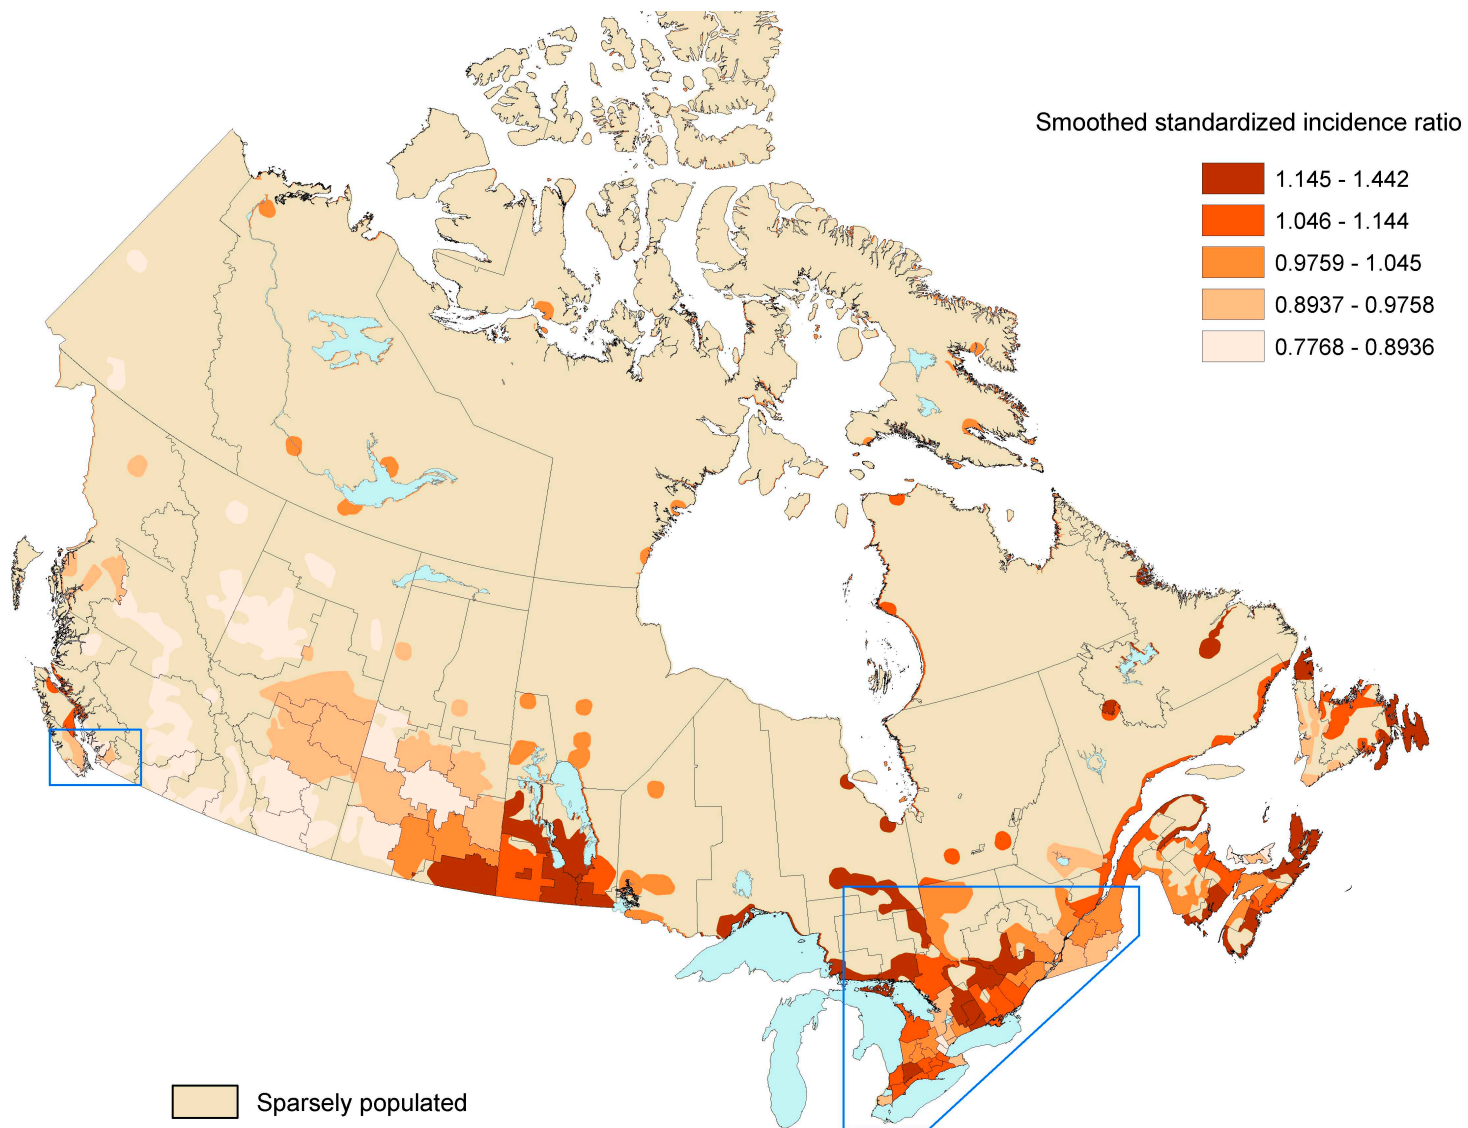 Smoothed standardized incidence ratio
1.145 - 1.442
1.046 - 1.144
0.9759 - 1.045
0.8937 - 0.9758
0.7768 - 0.8936
Sparsely populated